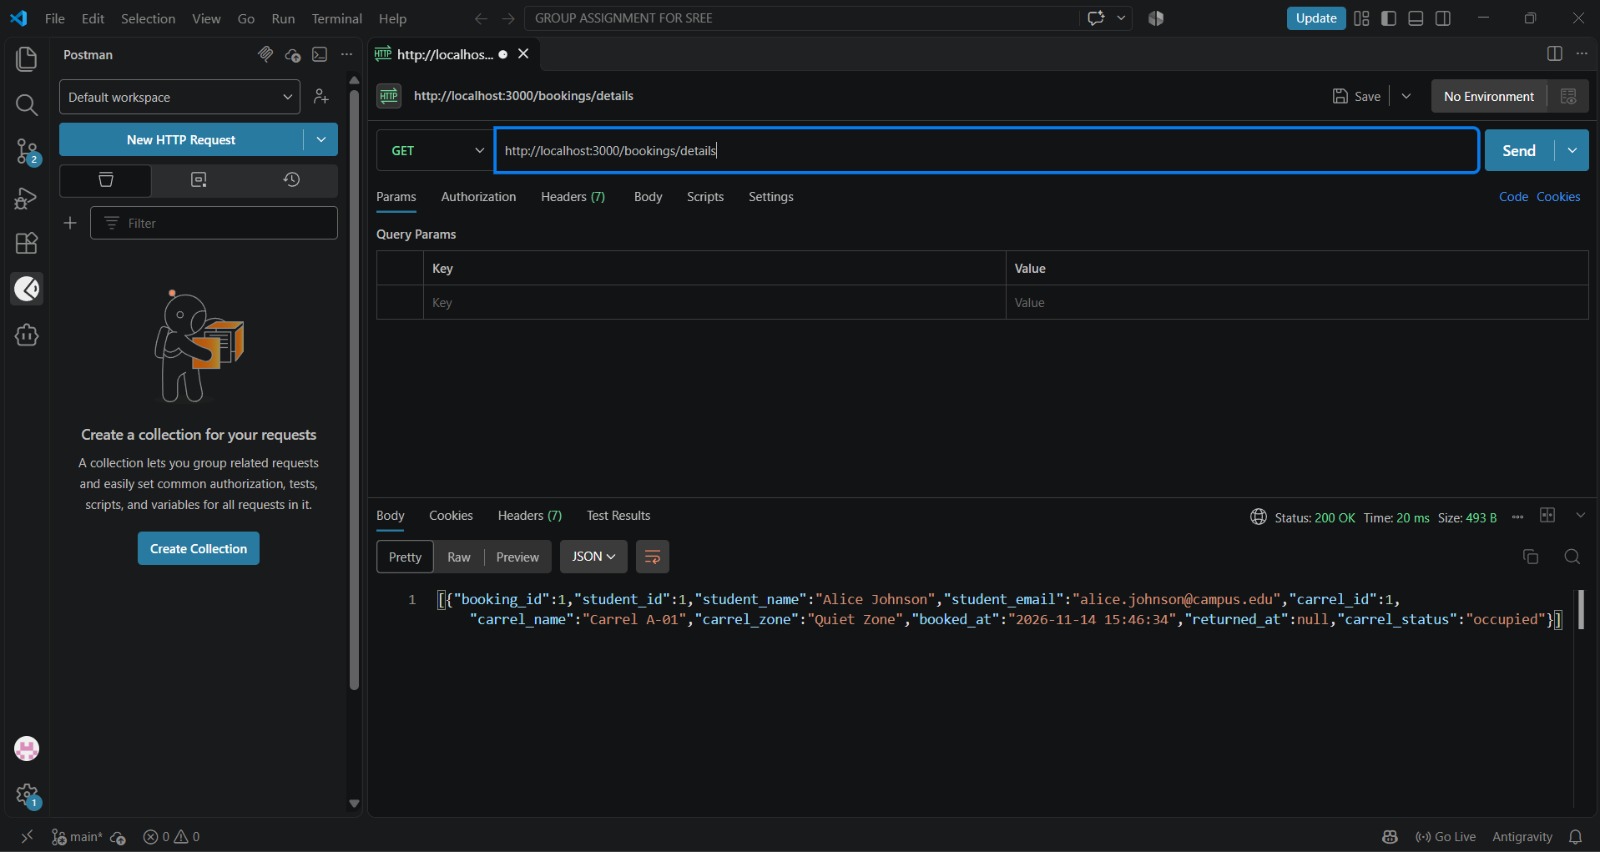 File Edit Selection View Go Run Terminal Help GROUP ASSIGNMENT FOR SREE Update
Postman
http://localhos...
Default workspace
http://localhost:3000/bookings/details Save No Environment
New HTTP Request
GET http://localhost:3000/bookings/details Send
2
Params Authorization Headers (7) Body Scripts Settings Code Cookies
Filter
Query Params
Key Value
Key Value
Create a collection for your requests
A collection lets you group related requests
and easily set common authorization, tests,
scripts, and variables for all requests in it.
Create Collection
Body Cookies Headers (7) Test Results Status: 200 OK Time: 20 ms Size: 493 B
Pretty Raw Preview JSON
1 [{"booking_id":1,"student_id":1,"student_name":"Alice Johnson","student_email":"alice.johnson@campus.edu","carrel_id":1,
"carrel_name":"Carrel A-01","carrel_zone":"Quiet Zone","booked_at":"2026-11-14 15:46:34","returned_at":null,"carrel_status":"occupied"}]
1
main* 0 0 Go Live Antigravity